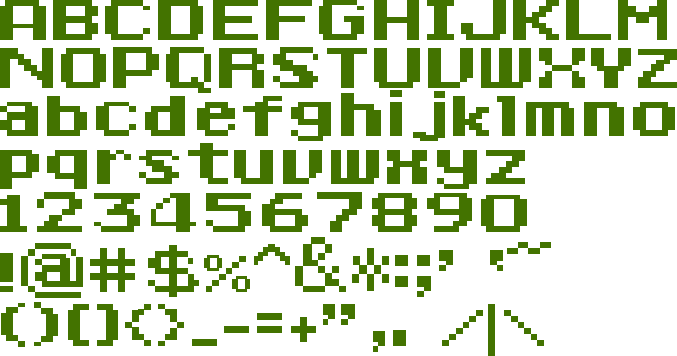 ABCDEFGHIJKLM
NOPQRSTUVWXYZ
abcdefghijklmno
pqrstuvwxyz
1234567890
!@#$%^&*:;' '~
()[]{}_-=+",. /|\